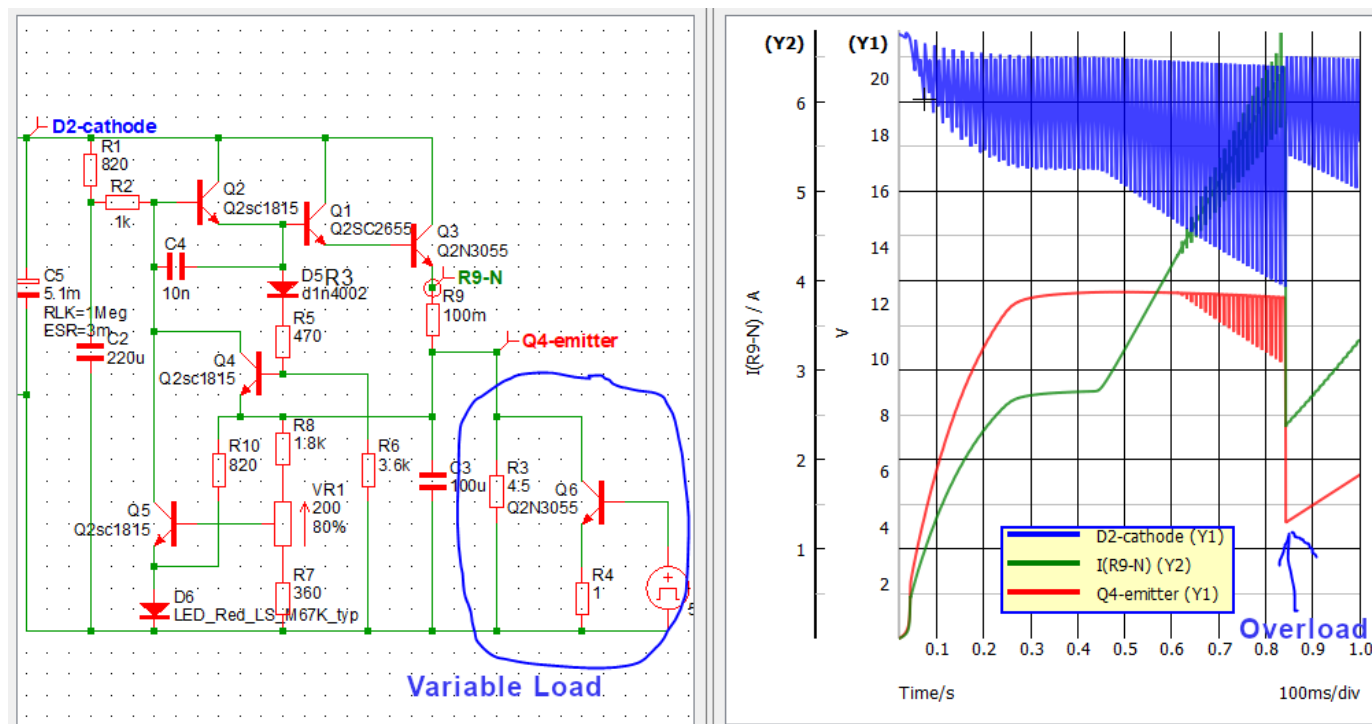 D2-cathode
R1
820
R2
1k
Q2
Q2sc1815
Q1
Q2SC2655
Q3
Q2N3055
C4
10n
D5
R3
d1n4002
R9-N
R9
100m
C5
5.1m
RLK=1Meg
ESR=3m
C2
220u
R5
470
Q4
Q2sc1815
Q4-emitter
R10
820
R8
1.8k
R6
3.6k
C3
100u
R3
4.5
Q6
Q2N3055
Q5
Q2sc1815
VR1
200
80%
R7
360
R4
1
5
D6
LED_Red_LS_M67K_typ
Variable Load
(Y2)
(Y1)
I(R9-N) / A
V
6
5
4
3
2
1
20
18
16
14
12
10
8
6
4
2
D2-cathode (Y1)
I(R9-N) (Y2)
Q4-emitter (Y1)
Overload
0.1 0.2 0.3 0.4 0.5 0.6 0.7 0.8 0.9 1.0
Time/s
100ms/div